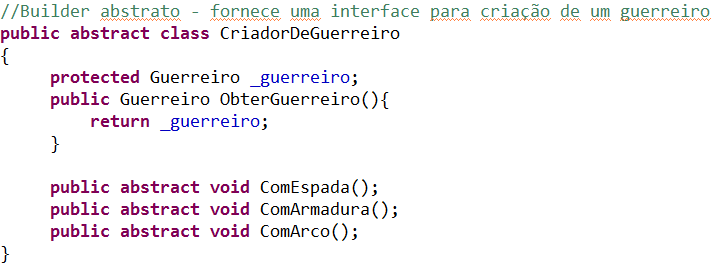 //Builder abstrato - fornece uma interface para criação de um guerreiro
public abstract class CriadorDeGuerreiro
{
protected Guerreiro _guerreiro;
public Guerreiro ObterGuerreiro(){
return _guerreiro;
}
public abstract void ComEspada();
public abstract void ComArmadura();
public abstract void ComArco();
}